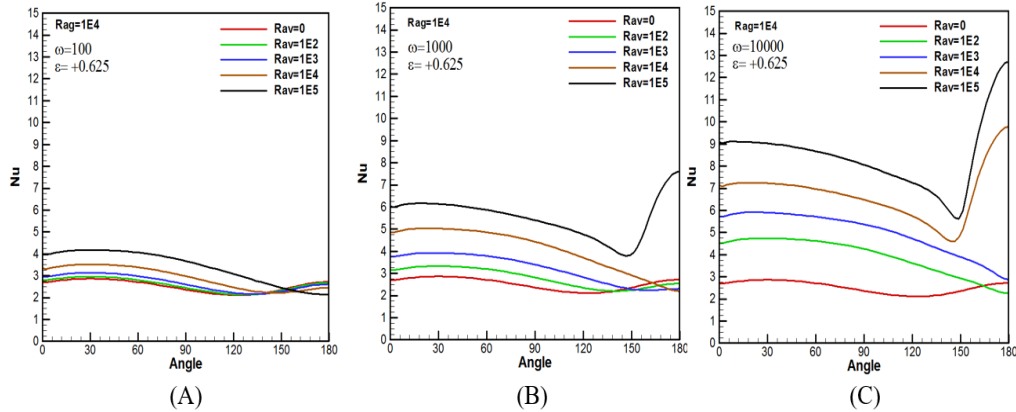 Rag=1E4
ω=100
ε= +0.625
Rav=0
Rav=1E2
Rav=1E3
Rav=1E4
Rav=1E5
Nu
15
14
13
12
11
10
9
8
7
6
5
4
3
2
1
0
0 30 60 90 120 150 180
Angle
(A)
Rag=1E4
ω=1000
ε= +0.625
Rav=0
Rav=1E2
Rav=1E3
Rav=1E4
Rav=1E5
Nu
15
14
13
12
11
10
9
8
7
6
5
4
3
2
1
0
0 30 60 90 120 150 180
Angle
(B)
Rag=1E4
ω=10000
ε= +0.625
Rav=0
Rav=1E2
Rav=1E3
Rav=1E4
Rav=1E5
Nu
15
14
13
12
11
10
9
8
7
6
5
4
3
2
1
0
0 30 60 90 120 150 180
Angle
(C)